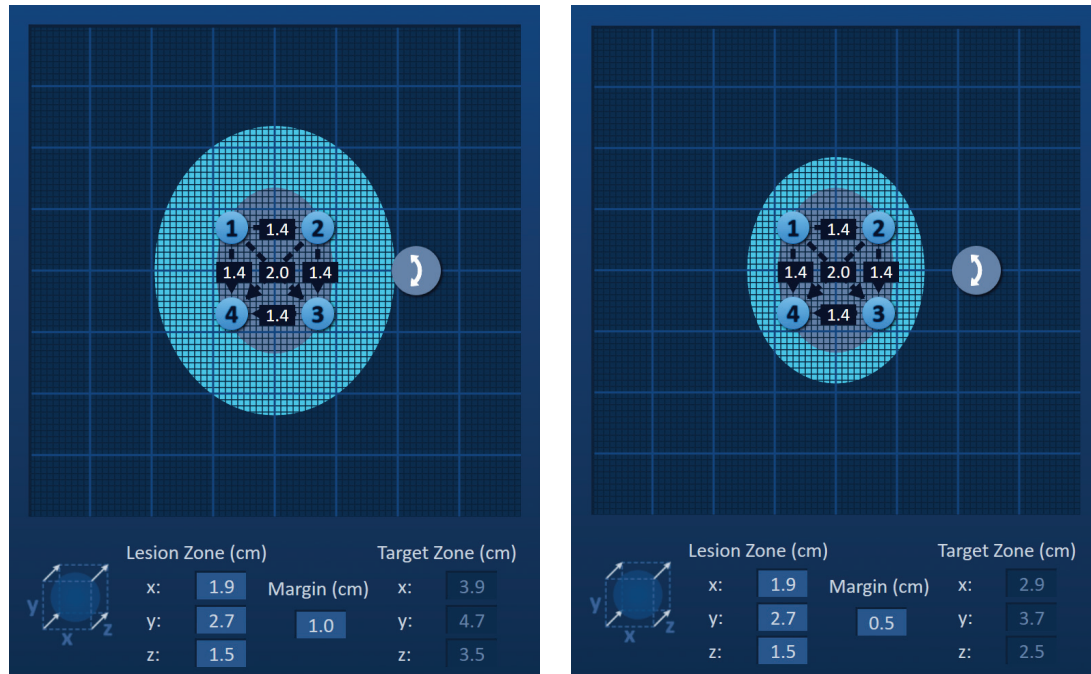 1 1.4 2
1.4 2.0 1.4
4 1.4 3
Lesion Zone (cm) Target Zone (cm)
x: 1.9 Margin (cm) x: 3.9
y: 2.7 1.0 y: 4.7
z: 1.5 z: 3.5
y x z
1 1.4 2
1.4 2.0 1.4
4 1.4 3
Lesion Zone (cm) Target Zone (cm)
x: 1.9 Margin (cm) x: 2.9
y: 2.7 0.5 y: 3.7
z: 1.5 z: 2.5
y x z